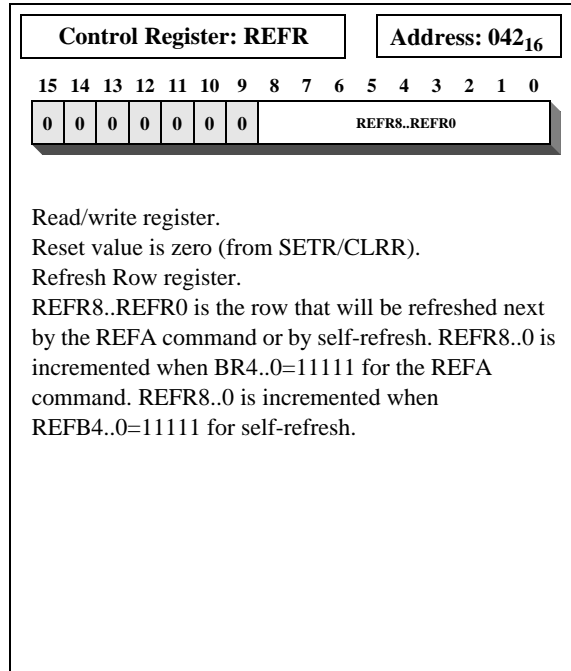 Control Register: REFR Address: 042₁₆
15 14 13 12 11 10 9 8 7 6 5 4 3 2 1 0
0 0 0 0 0 0 0 REFR8..REFR0
Read/write register.
Reset value is zero (from SETR/CLRR).
Refresh Row register.
REFR8..REFR0 is the row that will be refreshed next
by the REFA command or by self-refresh. REFR8..0 is
incremented when BR4..0=11111 for the REFA
command. REFR8..0 is incremented when
REFB4..0=11111 for self-refresh.